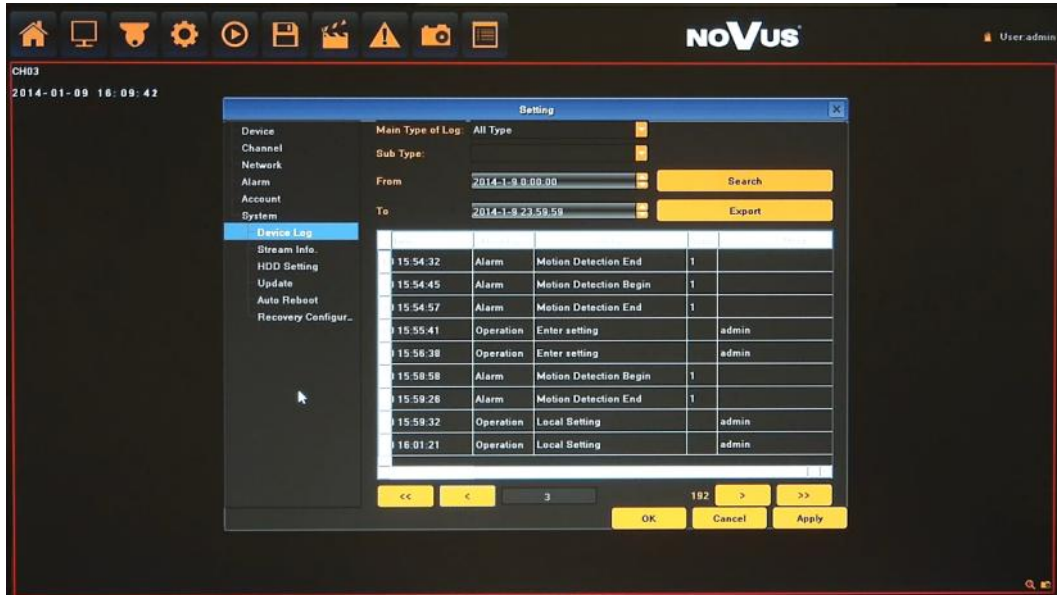 NOVUS
User:admin
CH03
2014-01-09 16:09:42
Setting
Device
Channel
Network
Alarm
Account
System
Device Log
Stream Info.
HDD Setting
Update
Auto Reboot
Recovery Configur..
Main Type of Log: All Type
Sub Type:
From 2014-1-9 0:00:00 Search
To 2014-1-9 23:59:59 Export
15:54:32 Alarm Motion Detection End 1
15:54:45 Alarm Motion Detection Begin 1
15:54:57 Alarm Motion Detection End 1
15:55:41 Operation Enter setting admin
15:56:38 Operation Enter setting admin
15:58:58 Alarm Motion Detection Begin 1
15:59:26 Alarm Motion Detection End 1
15:59:32 Operation Local Setting admin
16:01:21 Operation Local Setting admin
<< < 3 192 > >>
OK Cancel Apply